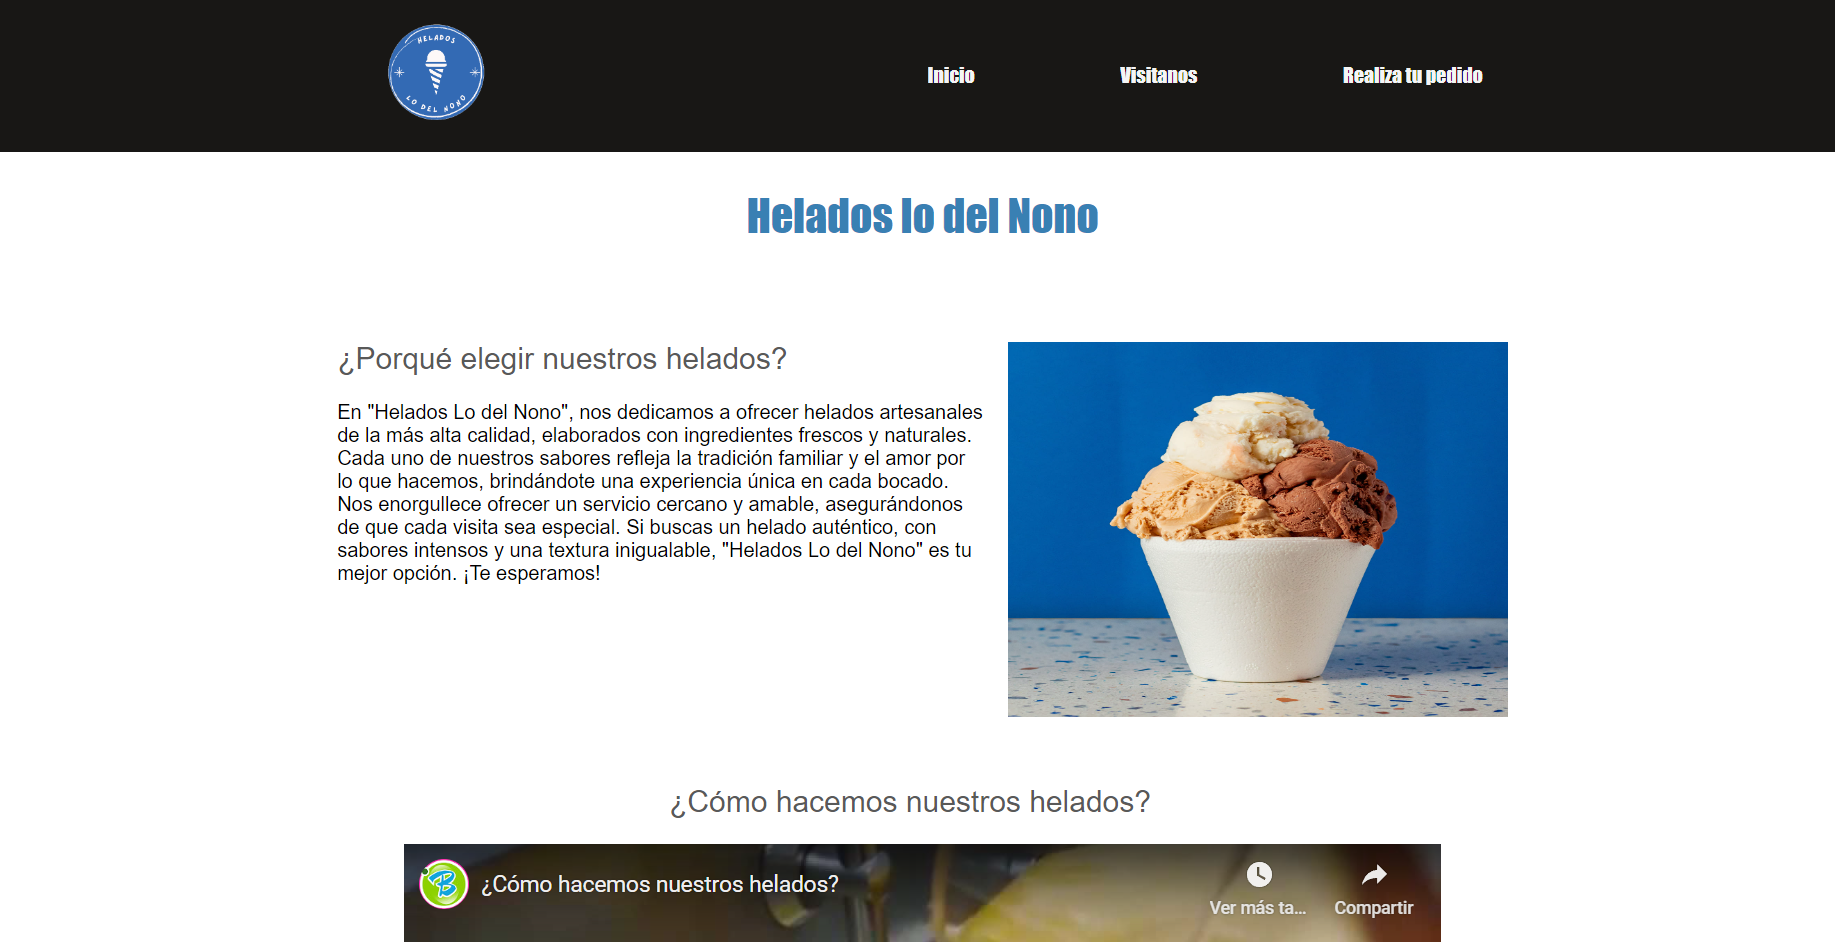 HELADOS
LO DEL NONO
Inicio
Visitanos
Realiza tu pedido
Helados lo del Nono
¿Porqué elegir nuestros helados?
En "Helados Lo del Nono", nos dedicamos a ofrecer helados artesanales
de la más alta calidad, elaborados con ingredientes frescos y naturales.
Cada uno de nuestros sabores refleja la tradición familiar y el amor por
lo que hacemos, brindándote una experiencia única en cada bocado.
Nos enorgullece ofrecer un servicio cercano y amable, asegurándonos
de que cada visita sea especial. Si buscas un helado auténtico, con
sabores intensos y una textura inigualable, "Helados Lo del Nono" es tu
mejor opción. ¡Te esperamos!
¿Cómo hacemos nuestros helados?
B
¿Cómo hacemos nuestros helados?
Ver más ta...
Compartir